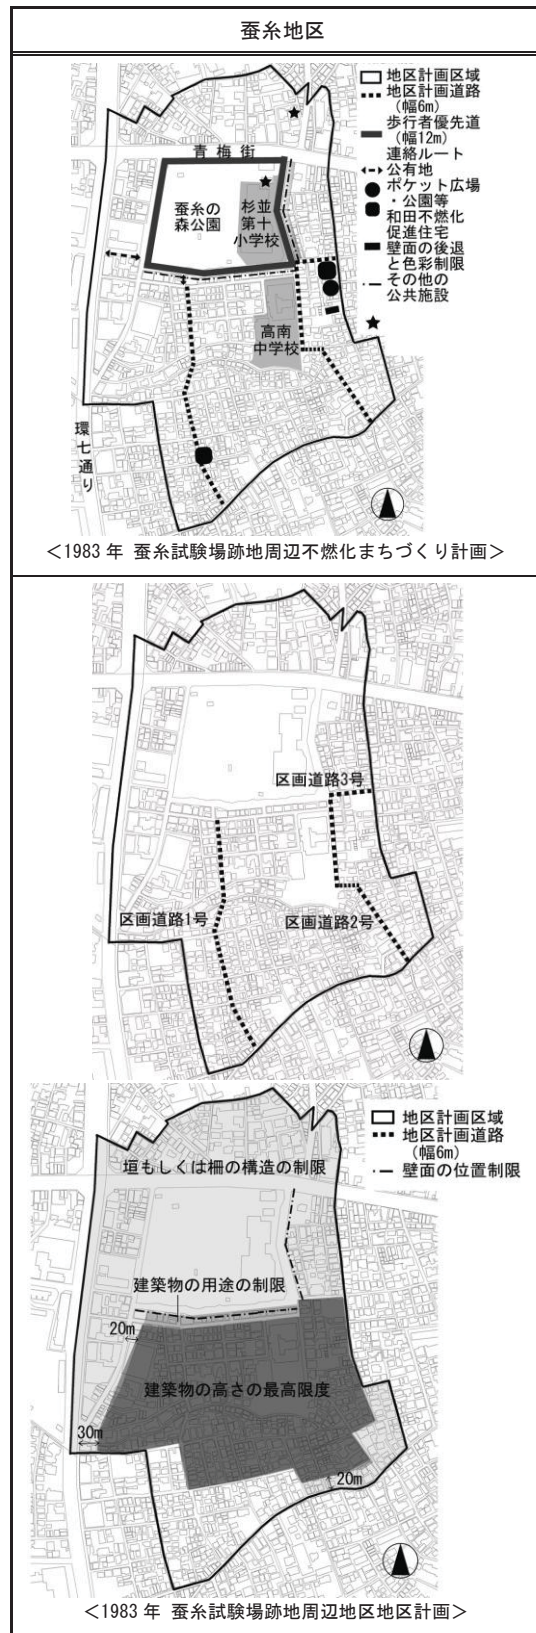 蚕糸地区
地区計画区域
地区計画道路
（幅6m）
歩行者優先道
（幅12m）
連絡ルート
公有地
ポケット広場
・公園等
和田不燃化
促進住宅
壁面の後退
と色彩制限
その他の
公共施設
青梅街
蚕糸の
森公園
杉並
第十
小学校
高南
中学校
環七通り
＜1983年 蚕糸試験場跡地周辺不燃化まちづくり計画＞
区画道路3号
区画道路1号
区画道路2号
地区計画区域
地区計画道路
（幅6m）
壁面の位置制限
垣もしくは柵の構造の制限
建築物の用途の制限
20m
建築物の高さの最高限度
30m
20m
＜1983年 蚕糸試験場跡地周辺地区地区計画＞